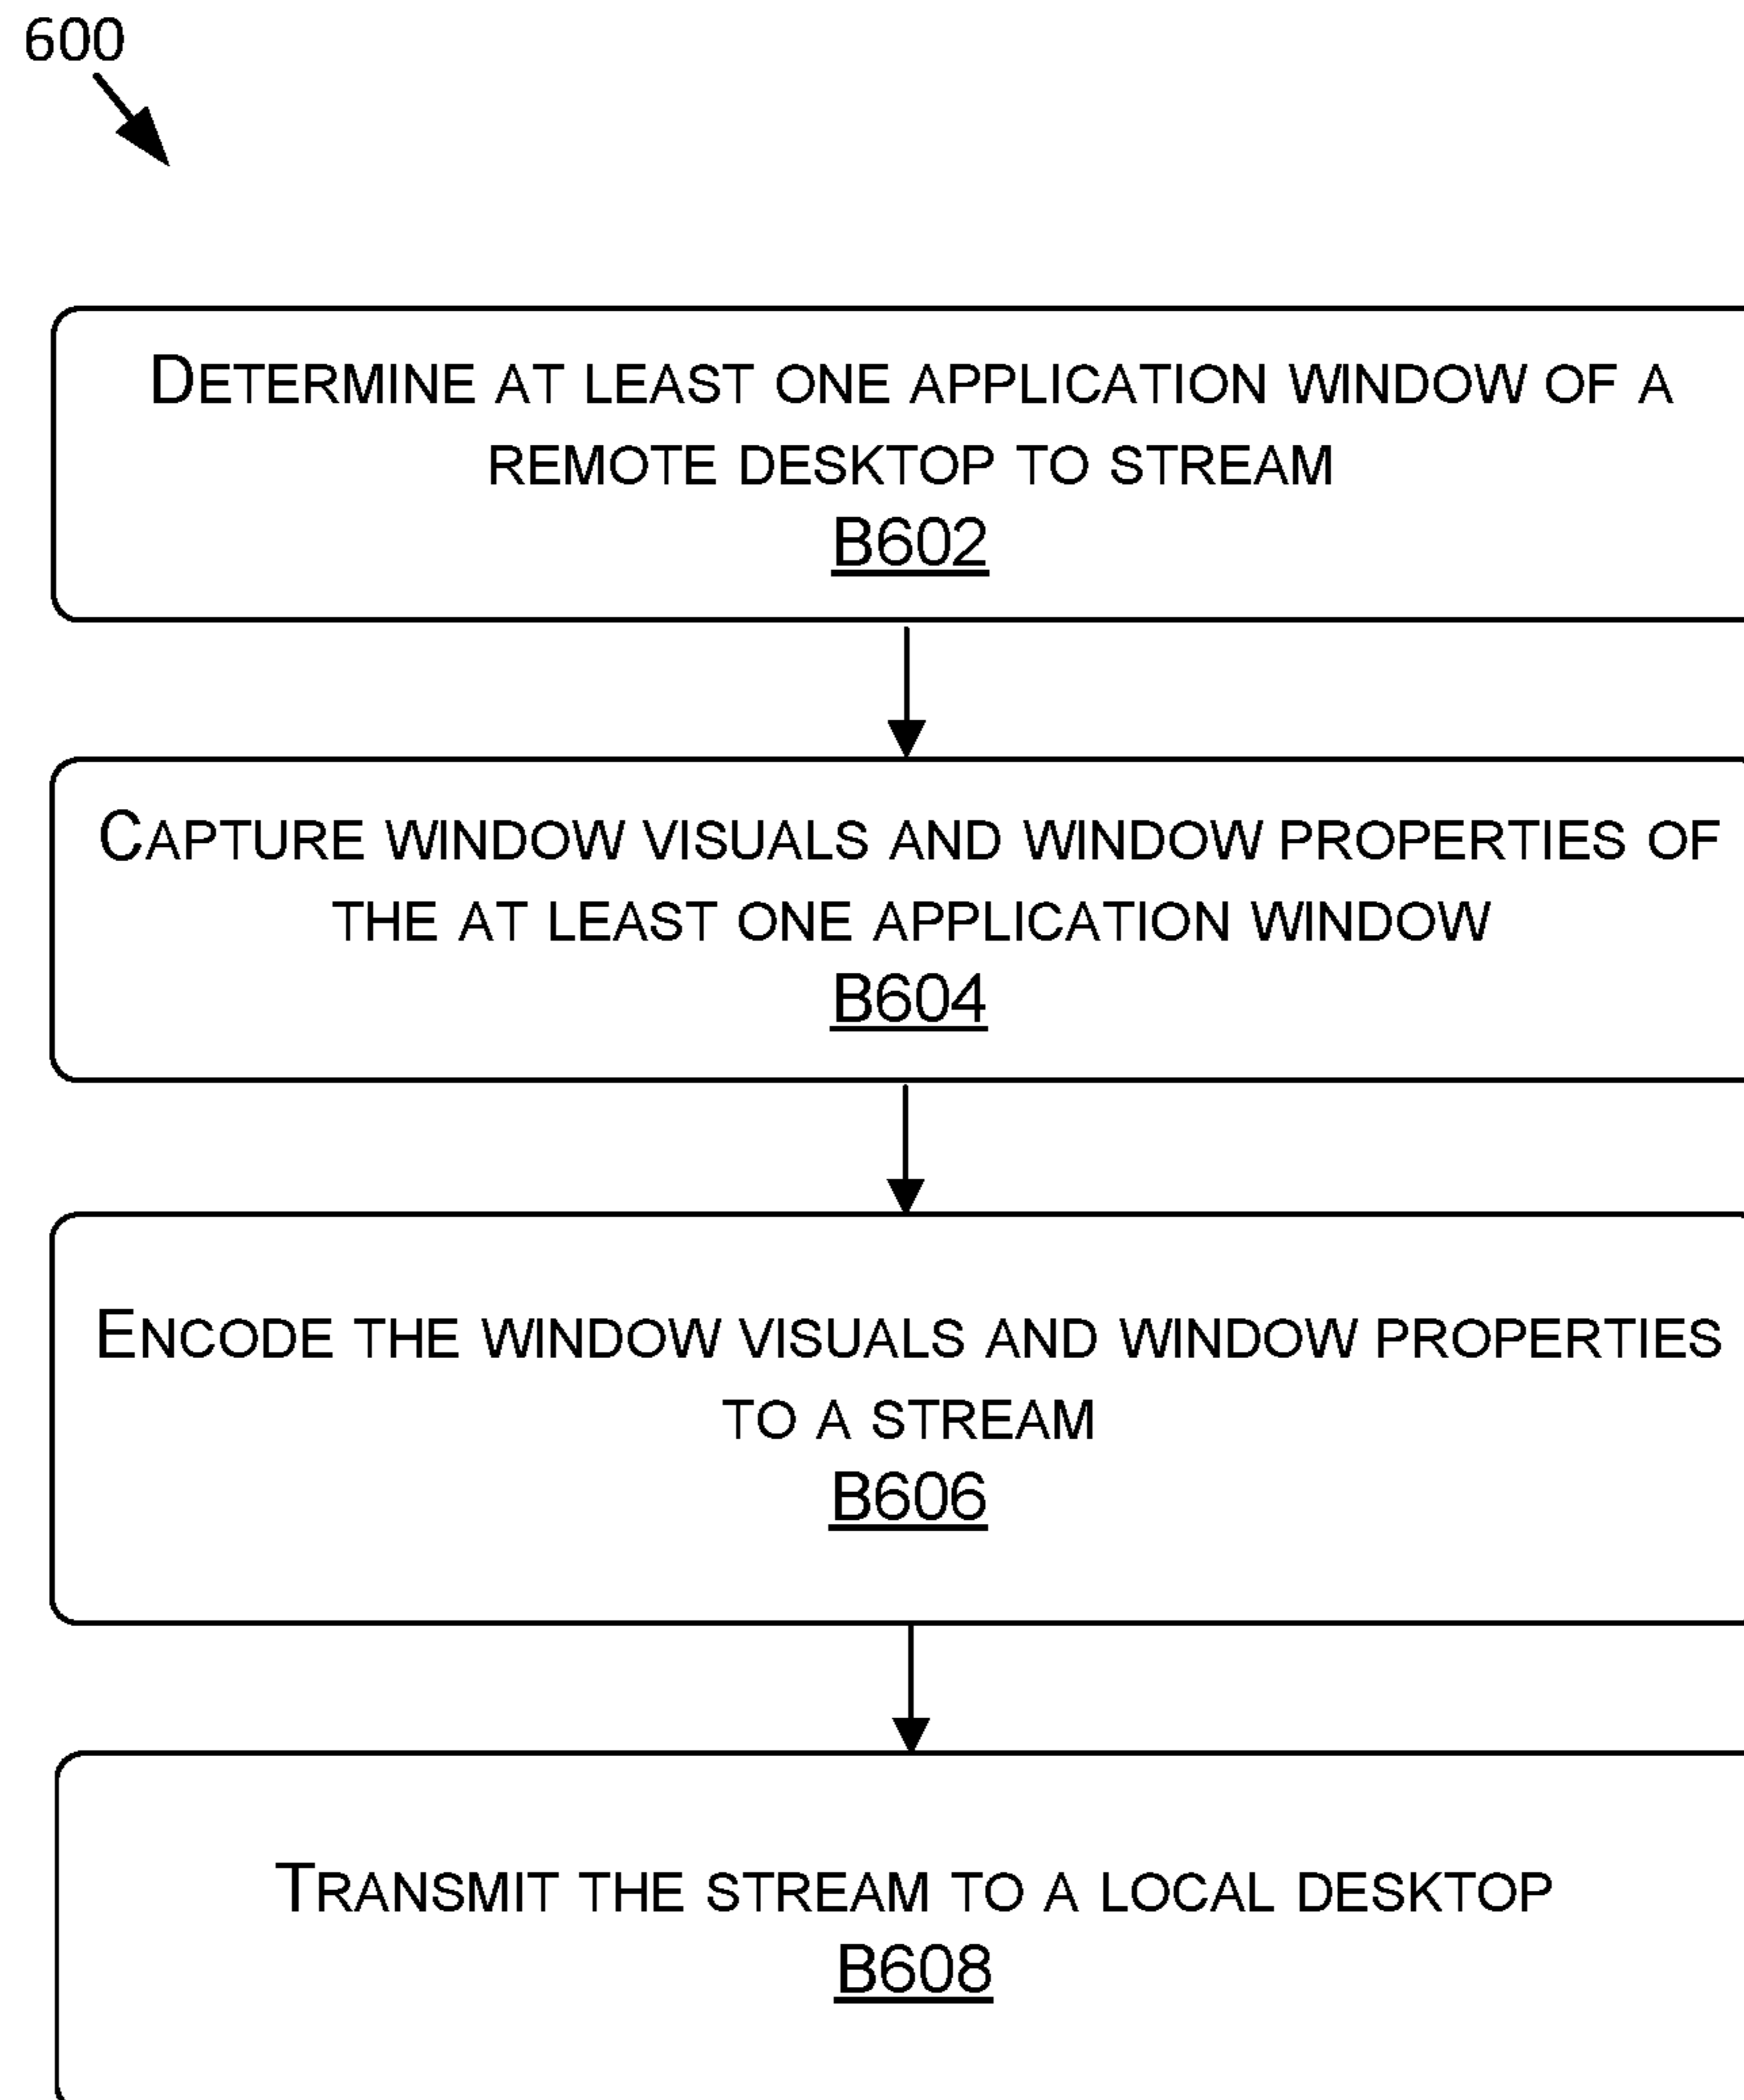 600
DETERMINE AT LEAST ONE APPLICATION WINDOW OF A
REMOTE DESKTOP TO STREAM
B602
CAPTURE WINDOW VISUALS AND WINDOW PROPERTIES OF
THE AT LEAST ONE APPLICATION WINDOW
B604
ENCODE THE WINDOW VISUALS AND WINDOW PROPERTIES
TO A STREAM
B606
TRANSMIT THE STREAM TO A LOCAL DESKTOP
B608